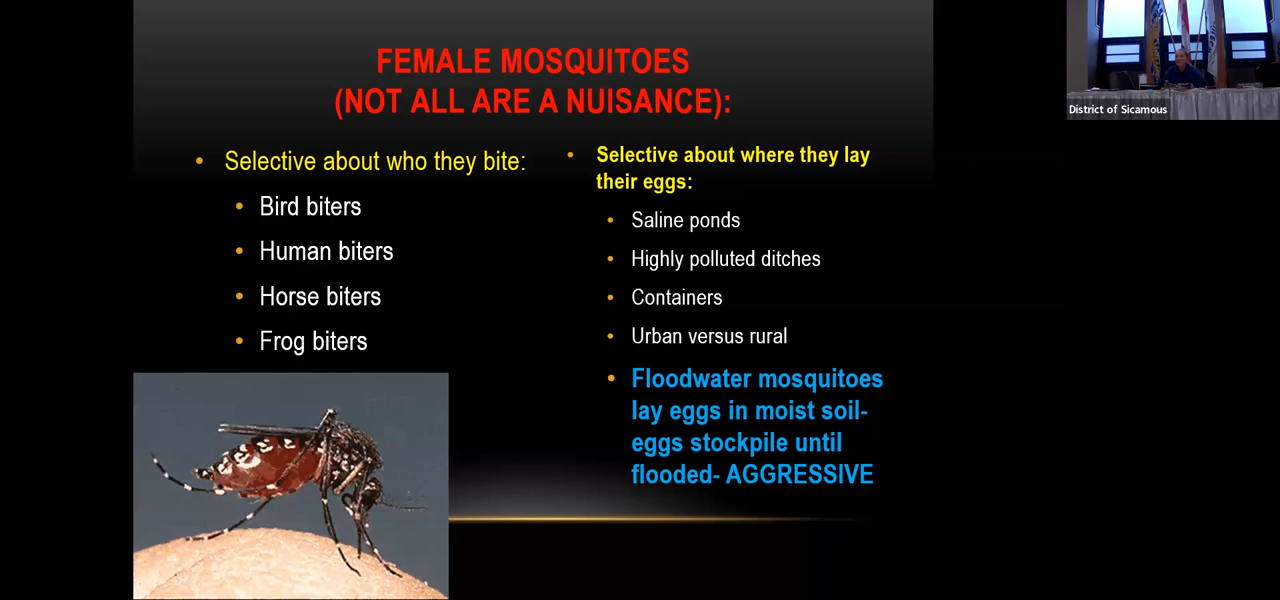 FEMALE MOSQUITOES
(NOT ALL ARE A NUISANCE):
• Selective about who they bite:
• Bird biters
• Human biters
• Horse biters
• Frog biters
• Selective about where they lay
their eggs:
• Saline ponds
• Highly polluted ditches
• Containers
• Urban versus rural
• Floodwater mosquitoes
lay eggs in moist soil-
eggs stockpile until
flooded- AGGRESSIVE
District of Sicamous